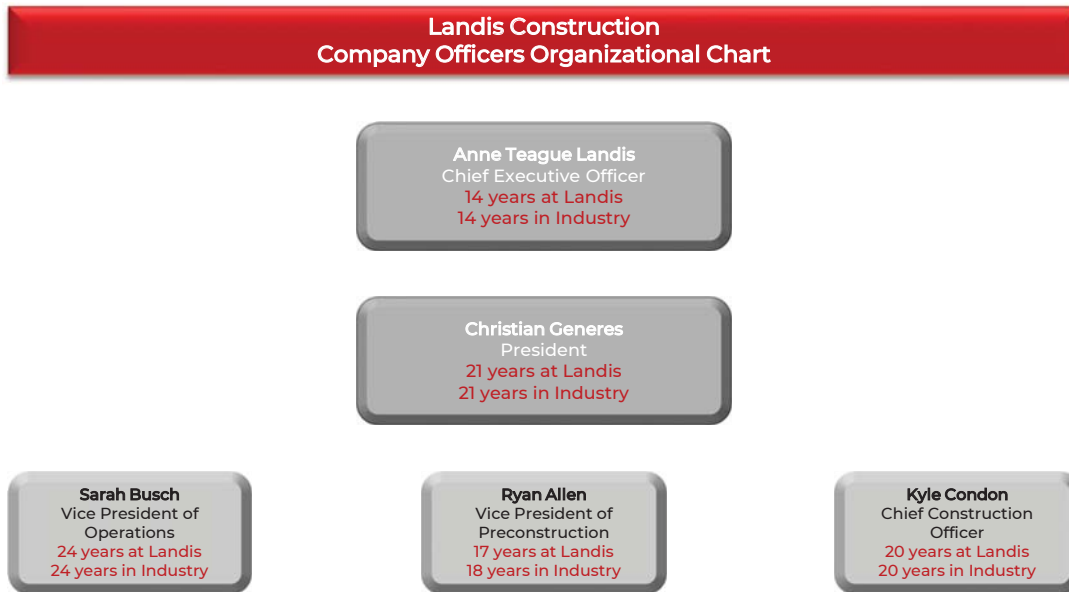 Landis Construction
Company Officers Organizational Chart
Anne Teague Landis
Chief Executive Officer
14 years at Landis
14 years in Industry
Christian Generes
President
21 years at Landis
21 years in Industry
Sarah Busch
Vice President of
Operations
24 years at Landis
24 years in Industry
Ryan Allen
Vice President of
Preconstruction
17 years at Landis
18 years in Industry
Kyle Condon
Chief Construction
Officer
20 years at Landis
20 years in Industry